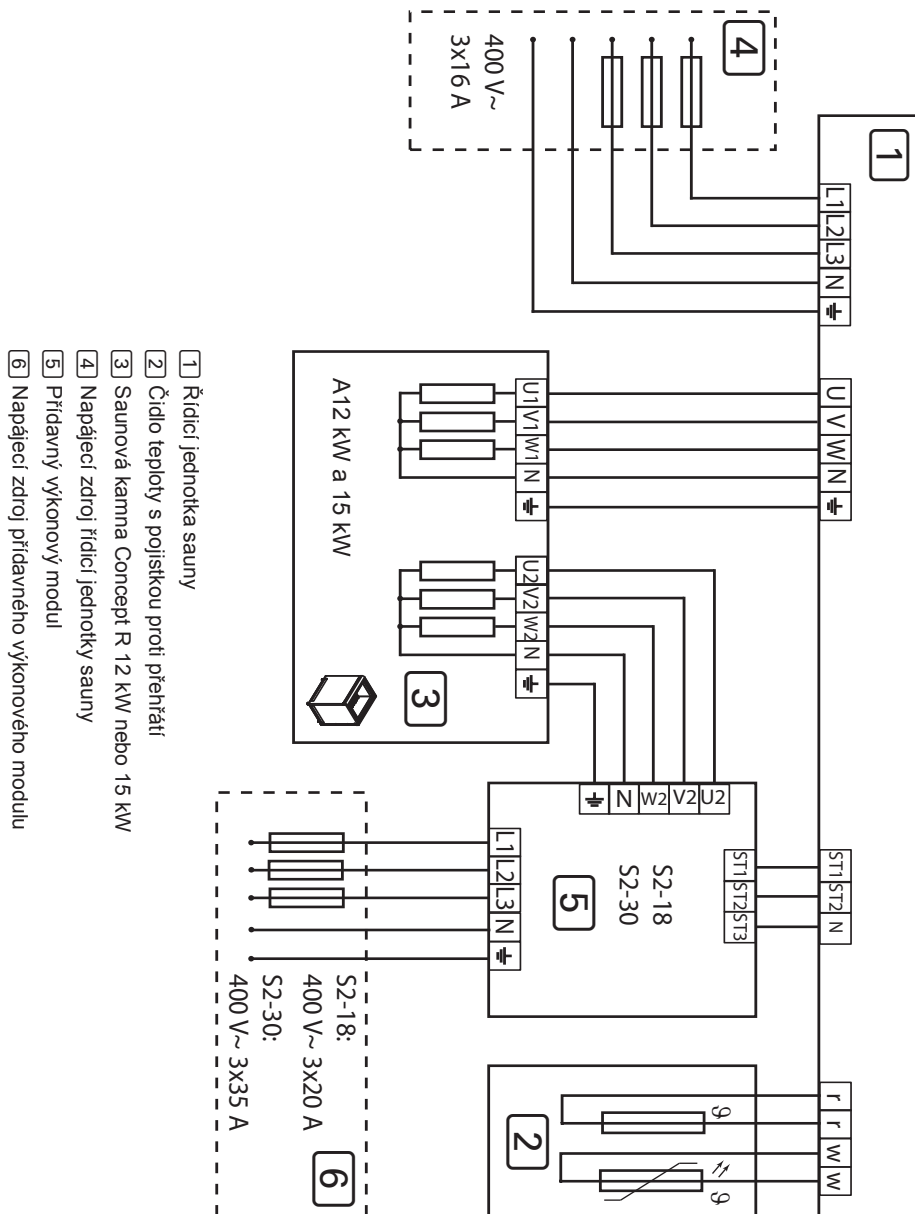 4
400 V~
3x16 A
1
L1 L2 L3 N
U V W N
ST1 ST2 N
r r w w
U1 V1 W1 N
A12 kW a 15 kW
U2 V2 W2 N
3
N W2 V2 U2
ST1 ST2 ST3
S2-18
S2-30
5
L1 L2 L3 N
S2-18:
400 V~ 3x20 A
S2-30:
400 V~ 3x35 A
6
ϑ
ϑ
2
1 Řídicí jednotka sauny
2 Čidlo teploty s pojistkou proti přehřátí
3 Saunová kamna Concept R 12 kW nebo 15 kW
4 Napájecí zdroj řídicí jednotky sauny
5 Přídavný výkonový modul
6 Napájecí zdroj přídavného výkonového modulu